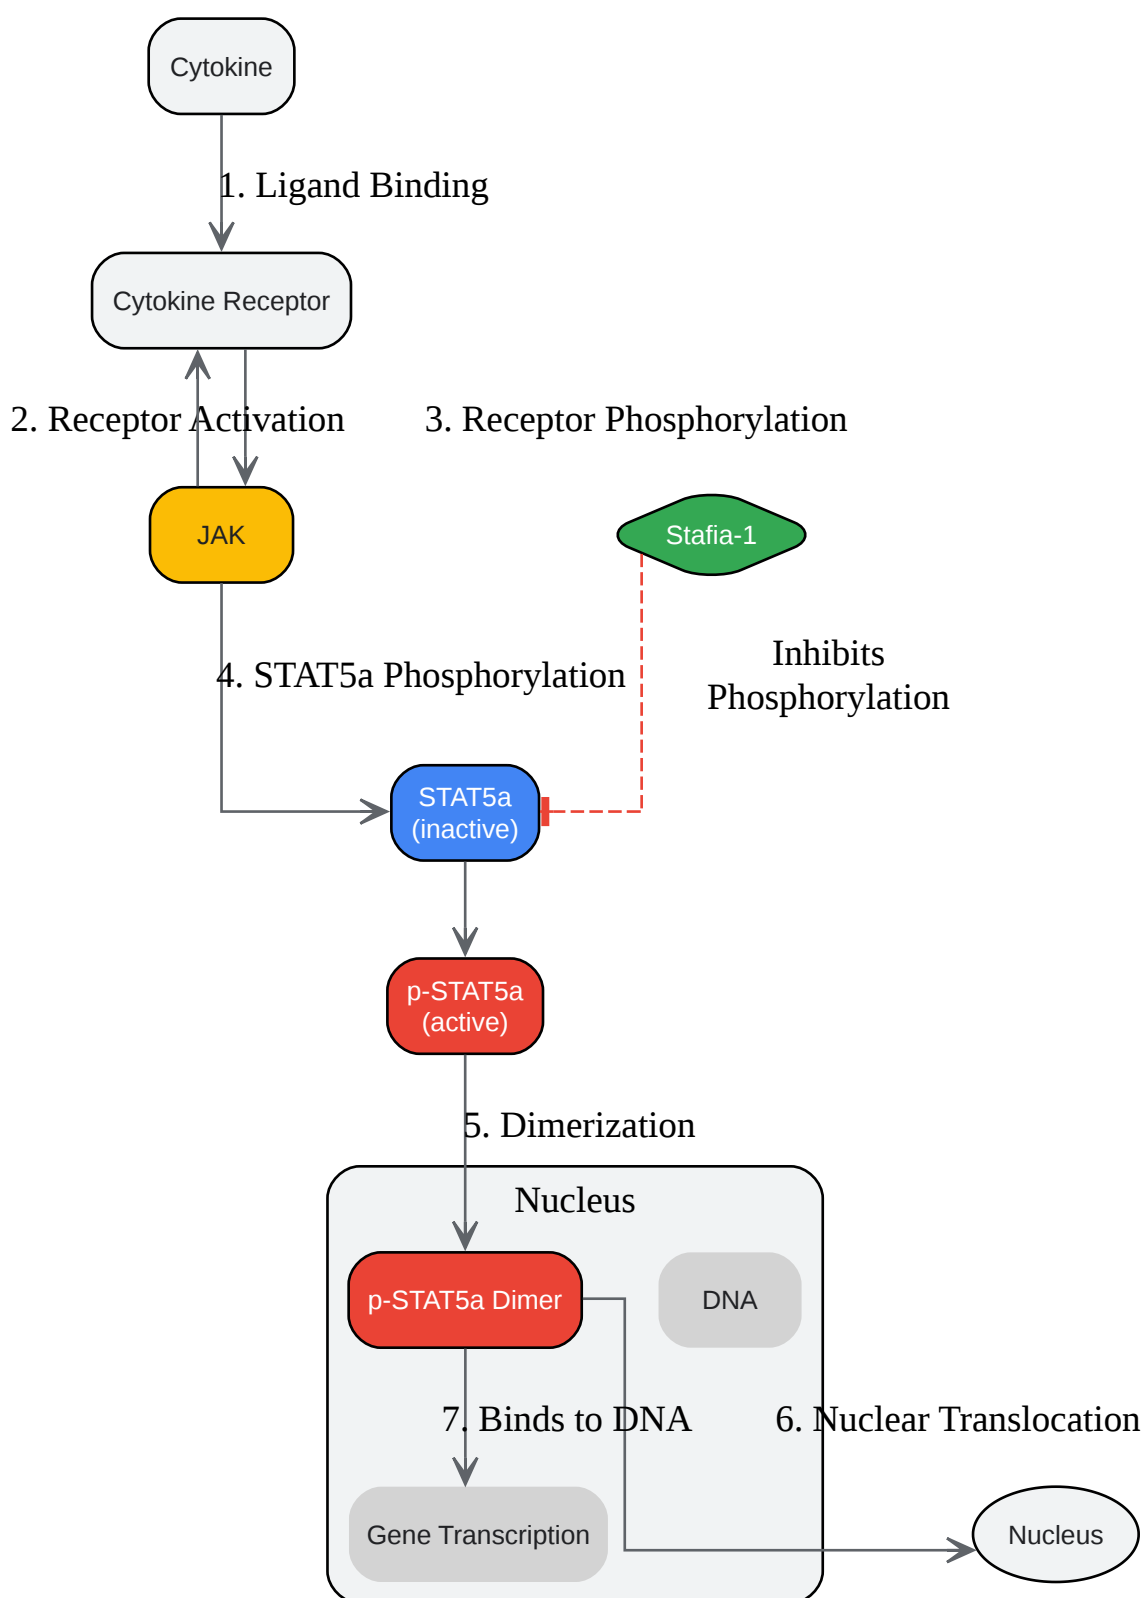 Cytokine
1. Ligand Binding
Cytokine Receptor
2. Receptor Activation
3. Receptor Phosphorylation
JAK
Stafia-1
4. STAT5a Phosphorylation
Inhibits
Phosphorylation
STAT5a
(inactive)
p-STAT5a
(active)
5. Dimerization
Nucleus
p-STAT5a Dimer
DNA
7. Binds to DNA
6. Nuclear Translocation
Gene Transcription
Nucleus